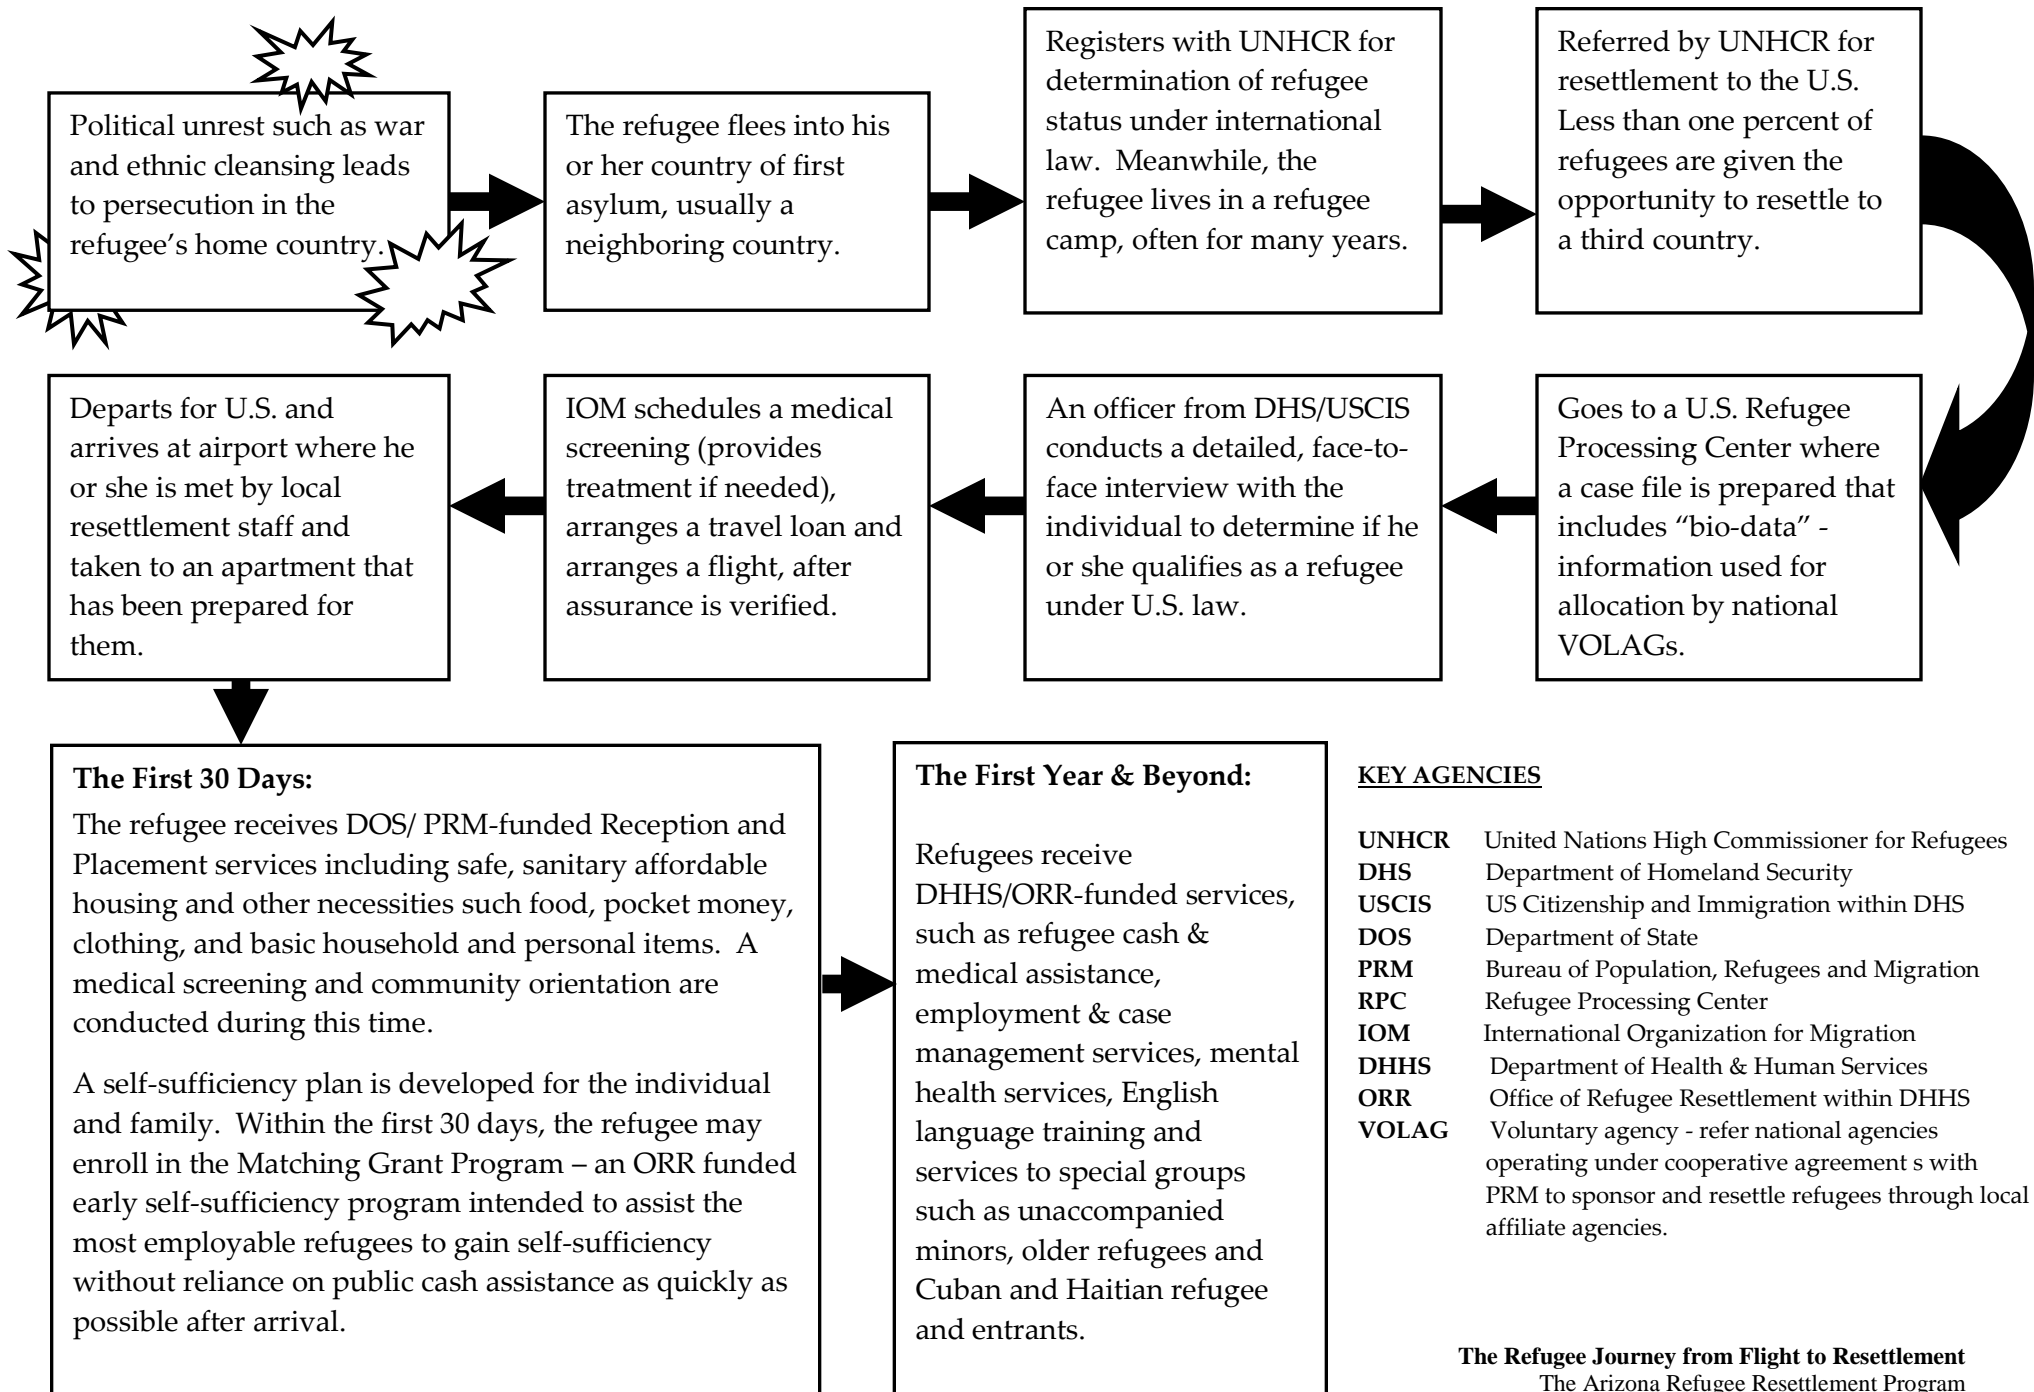 Political unrest such as war
and ethnic cleansing leads
to persecution in the
refugee's home country.
The refugee flees into his
or her country of first
asylum, usually a
neighboring country.
Registers with UNHCR for
determination of refugee
status under international
law.  Meanwhile, the
refugee lives in a refugee
camp, often for many years.
Referred by UNHCR for
resettlement to the U.S.
Less than one percent of
refugees are given the
opportunity to resettle to
a third country.
Goes to a U.S. Refugee
Processing Center where
a case file is prepared that
includes “bio-data” -
information used for
allocation by national
VOLAGs.
An officer from DHS/USCIS
conducts a detailed, face-to-
face interview with the
individual to determine if he
or she qualifies as a refugee
under U.S. law.
IOM schedules a medical
screening (provides
treatment if needed),
arranges a travel loan and
arranges a flight, after
assurance is verified.
Departs for U.S. and
arrives at airport where he
or she is met by local
resettlement staff and
taken to an apartment that
has been prepared for
them.
The First 30 Days:
The refugee receives DOS/ PRM-funded Reception and
Placement services including safe, sanitary affordable
housing and other necessities such food, pocket money,
clothing, and basic household and personal items.  A
medical screening and community orientation are
conducted during this time.
A self-sufficiency plan is developed for the individual
and family.  Within the first 30 days, the refugee may
enroll in the Matching Grant Program – an ORR funded
early self-sufficiency program intended to assist the
most employable refugees to gain self-sufficiency
without reliance on public cash assistance as quickly as
possible after arrival.
The First Year & Beyond:
Refugees receive
DHHS/ORR-funded services,
such as refugee cash &
medical assistance,
employment & case
management services, mental
health services, English
language training and
services to special groups
such as unaccompanied
minors, older refugees and
Cuban and Haitian refugee
and entrants.
KEY AGENCIES
UNHCR United Nations High Commissioner for Refugees
DHS Department of Homeland Security
USCIS US Citizenship and Immigration within DHS
DOS Department of State
PRM Bureau of Population, Refugees and Migration
RPC Refugee Processing Center
IOM International Organization for Migration
DHHS Department of Health & Human Services
ORR Office of Refugee Resettlement within DHHS
VOLAG Voluntary agency - refer national agencies
operating under cooperative agreement s with
PRM to sponsor and resettle refugees through local
affiliate agencies.
The Refugee Journey from Flight to Resettlement
The Arizona Refugee Resettlement Program